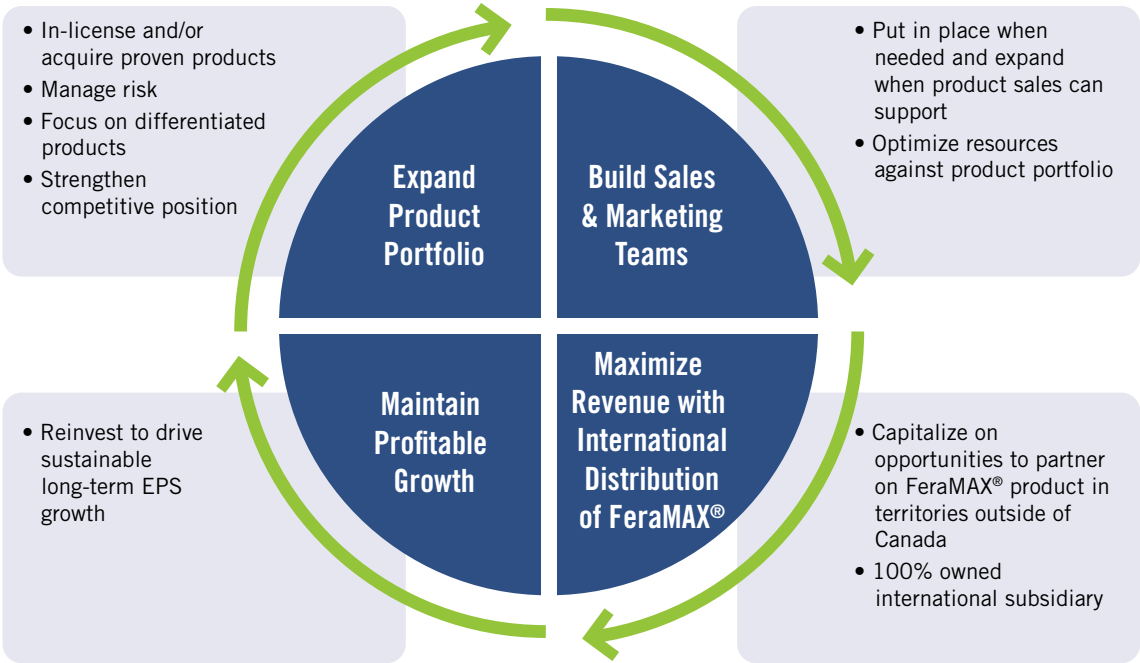 • In-license and/or
acquire proven products
• Manage risk
• Focus on differentiated
products
• Strengthen
competitive position
Expand
Product
Portfolio
Build Sales
& Marketing
Teams
• Put in place when
needed and expand
when product sales can
support
• Optimize resources
against product portfolio
• Reinvest to drive
sustainable
long-term EPS
growth
Maintain
Profitable
Growth
Maximize
Revenue with
International
Distribution
of FeraMAX®
• Capitalize on
opportunities to partner
on FeraMAX® product in
territories outside of
Canada
• 100% owned
international subsidiary